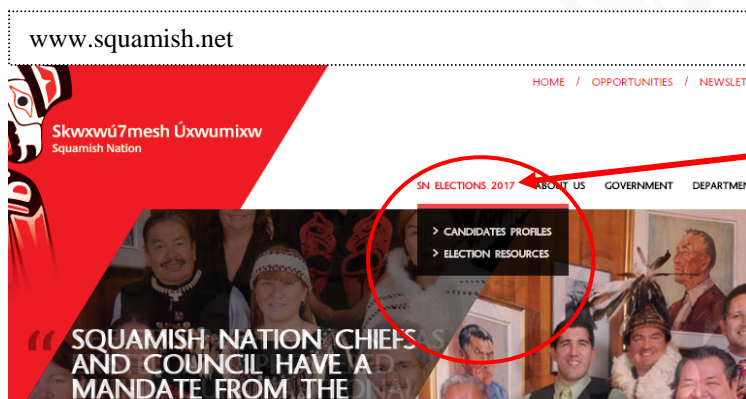 www.squamish.net
HOME / OPPORTUNITIES / NEWSLET
Skwxwú7mesh Úxwumixw
Squamish Nation
SN ELECTIONS 2017 ABOUT US GOVERNMENT DEPARTMEN
> CANDIDATES PROFILES
> ELECTION RESOURCES
“ SQUAMISH NATION CHIEFS
AND COUNCIL HAVE A
MANDATE FROM THE